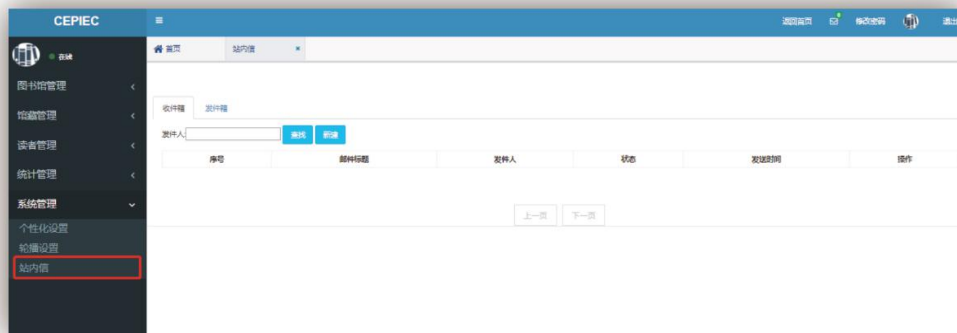 CEPIEC
返回首页 修改密码 退出
在线
首页 站内信 ×
图书馆管理
馆藏管理
读者管理
统计管理
系统管理
个性化设置
轮播设置
站内信
收件箱 发件箱
发件人: 查找 新建
序号 邮件标题 发件人 状态 发送时间 操作
上一页 下一页